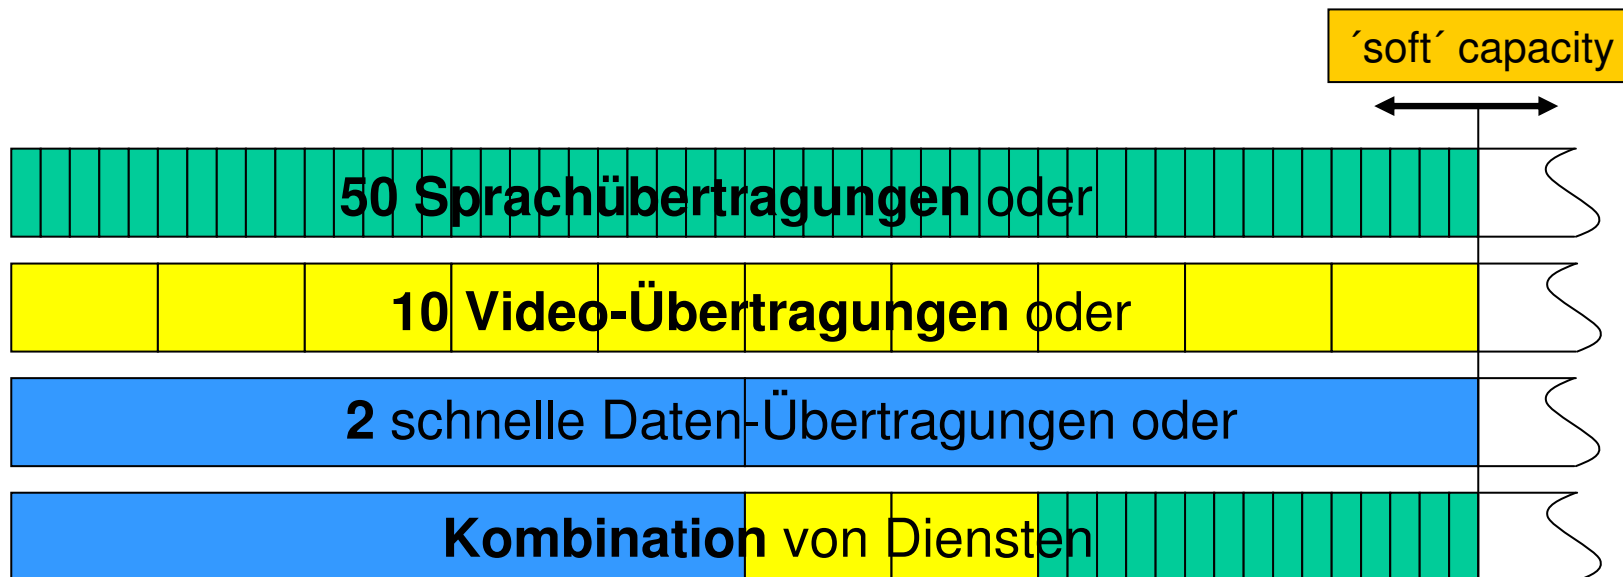 ´soft´ capacity
50 Sprachübertragungen oder
10 Video-Übertragungen oder
2 schnelle Daten-Übertragungen oder
Kombination von Diensten